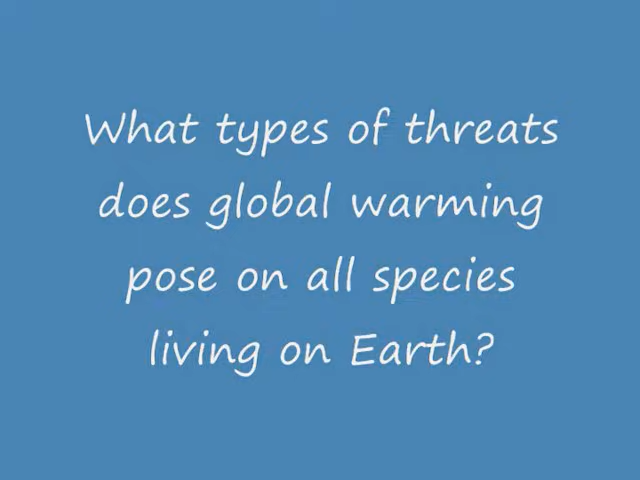 What types of threats
does global warming
pose on all species
living on Earth?